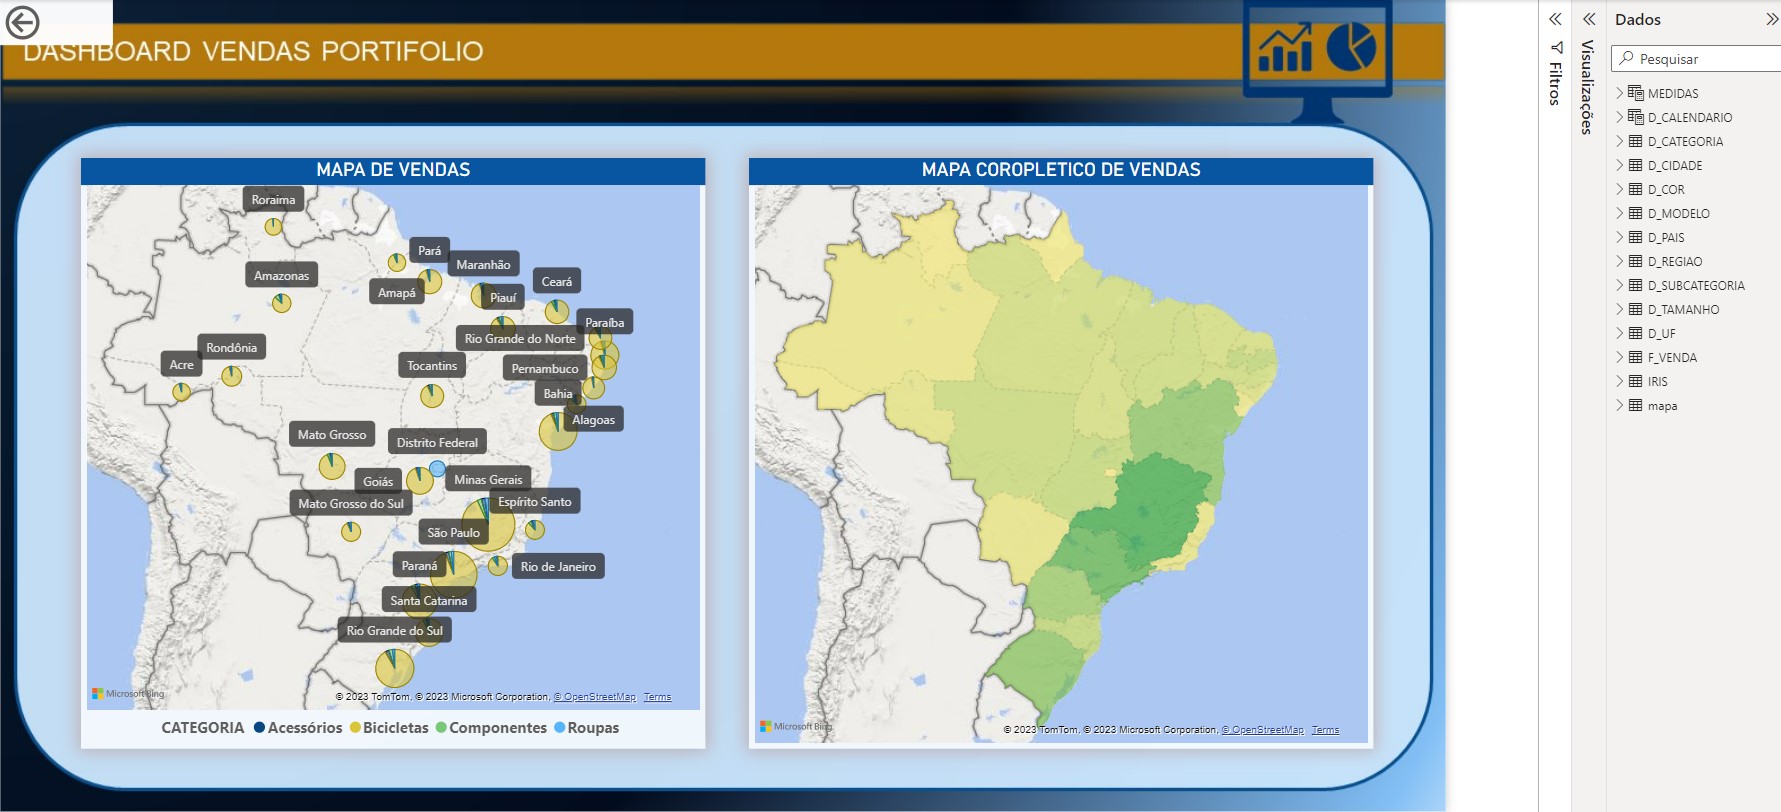 DASHBOARD VENDAS PORTIFOLIO
MAPA DE VENDAS
Roraima
Pará
Maranhão
Amazonas
Ceará
Amapá
Piauí
Paraíba
Rio Grande do Norte
Rondônia
Acre
Tocantins
Pernambuco
Bahia
Alagoas
Mato Grosso
Distrito Federal
Goiás
Minas Gerais
Mato Grosso do Sul
Espírito Santo
São Paulo
Paraná
Rio de Janeiro
Santa Catarina
Rio Grande do Sul
Microsoft Bing
© 2023 TomTom, © 2023 Microsoft Corporation, © OpenStreetMap Terms
CATEGORIA Acessórios Bicicletas Componentes Roupas
MAPA COROPLETICO DE VENDAS
Microsoft Bing
© 2023 TomTom, © 2023 Microsoft Corporation, © OpenStreetMap Terms
Filtros
Visualizações
Dados
Pesquisar
MEDIDAS
D_CALENDARIO
D_CATEGORIA
D_CIDADE
D_COR
D_MODELO
D_PAIS
D_REGIAO
D_SUBCATEGORIA
D_TAMANHO
D_UF
F_VENDA
IRIS
mapa